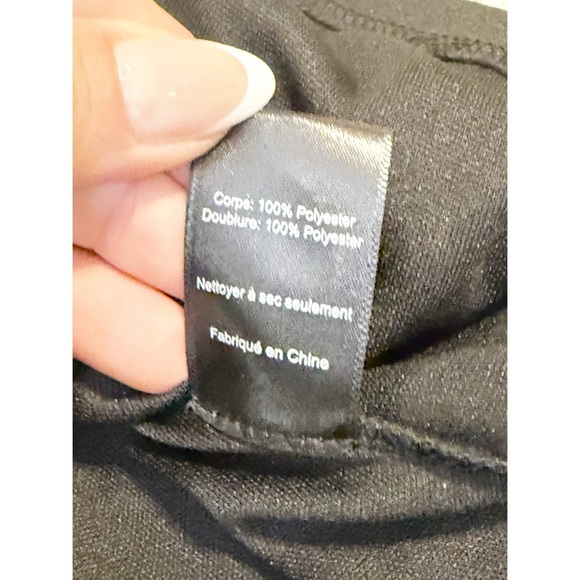 Corps: 100% Polyester
Doublure: 100% Polyester
Nettoyer à sec seulement
Fabriqué en Chine